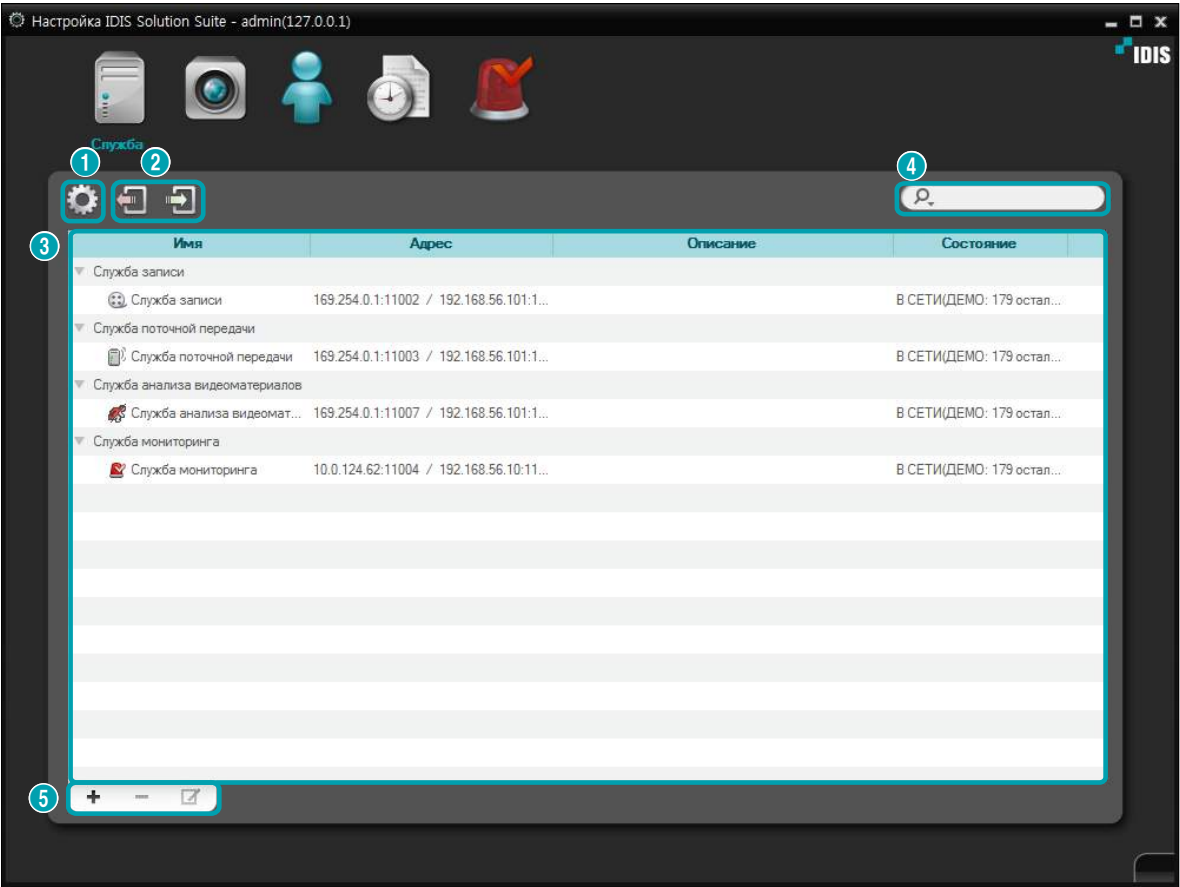 Настройка IDIS Solution Suite - admin(127.0.0.1)
IDIS
Служба
1
2
4
3
Имя Адрес Описание Состояние
Служба записи
Служба записи 169.254.0.1:11002 / 192.168.56.101:1... В СЕТИ(ДЕМО: 179 остал...
Служба поточной передачи
Служба поточной передачи 169.254.0.1:11003 / 192.168.56.101:1... В СЕТИ(ДЕМО: 179 остал...
Служба анализа видеоматериалов
Служба анализа видеомат... 169.254.0.1:11007 / 192.168.56.101:1... В СЕТИ(ДЕМО: 179 остал...
Служба мониторинга
Служба мониторинга 10.0.124.62:11004 / 192.168.56.10:11... В СЕТИ(ДЕМО: 179 остал...
5